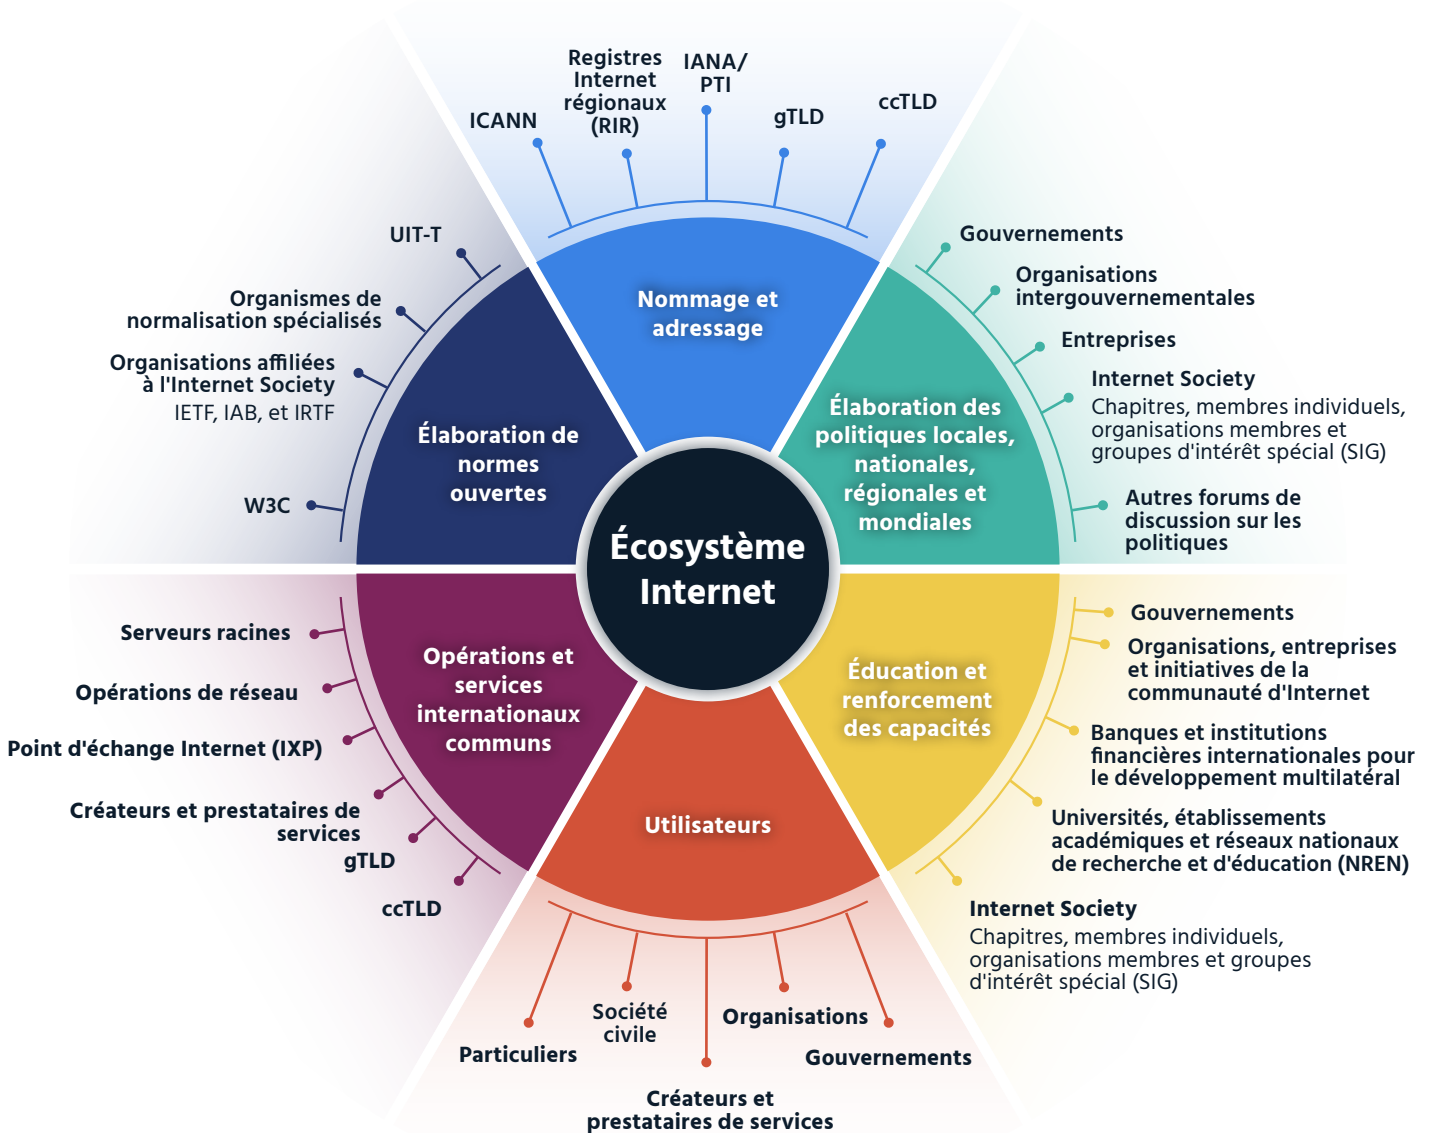 Registres
Internet
régionaux
(RIR)
IANA/
PTI
ICANN
gTLD
ccTLD
Nommage et
adressage
Gouvernements
Organisations
intergouvernementales
Entreprises
Internet Society
Chapitres, membres individuels,
organisations membres et
groupes d'intérêt spécial (SIG)
Autres forums de
discussion sur les
politiques
Élaboration des
politiques locales,
nationales,
régionales et
mondiales
UIT-T
Organismes de
normalisation spécialisés
Organisations affiliées
à l'Internet Society
IETF, IAB, et IRTF
W3C
Élaboration de
normes
ouvertes
Écosystème
Internet
Serveurs racines
Opérations de réseau
Point d'échange Internet (IXP)
Créateurs et prestataires de
services
gTLD
ccTLD
Opérations et
services
internationaux
communs
Éducation et
renforcement
des capacités
Gouvernements
Organisations, entreprises
et initiatives de la
communauté d'Internet
Banques et institutions
financières internationales pour
le développement multilatéral
Universités, établissements
académiques et réseaux nationaux
de recherche et d'éducation (NREN)
Internet Society
Chapitres, membres individuels,
organisations membres et groupes
d'intérêt spécial (SIG)
Utilisateurs
Particuliers
Société
civile
Organisations
Gouvernements
Créateurs et
prestataires de services